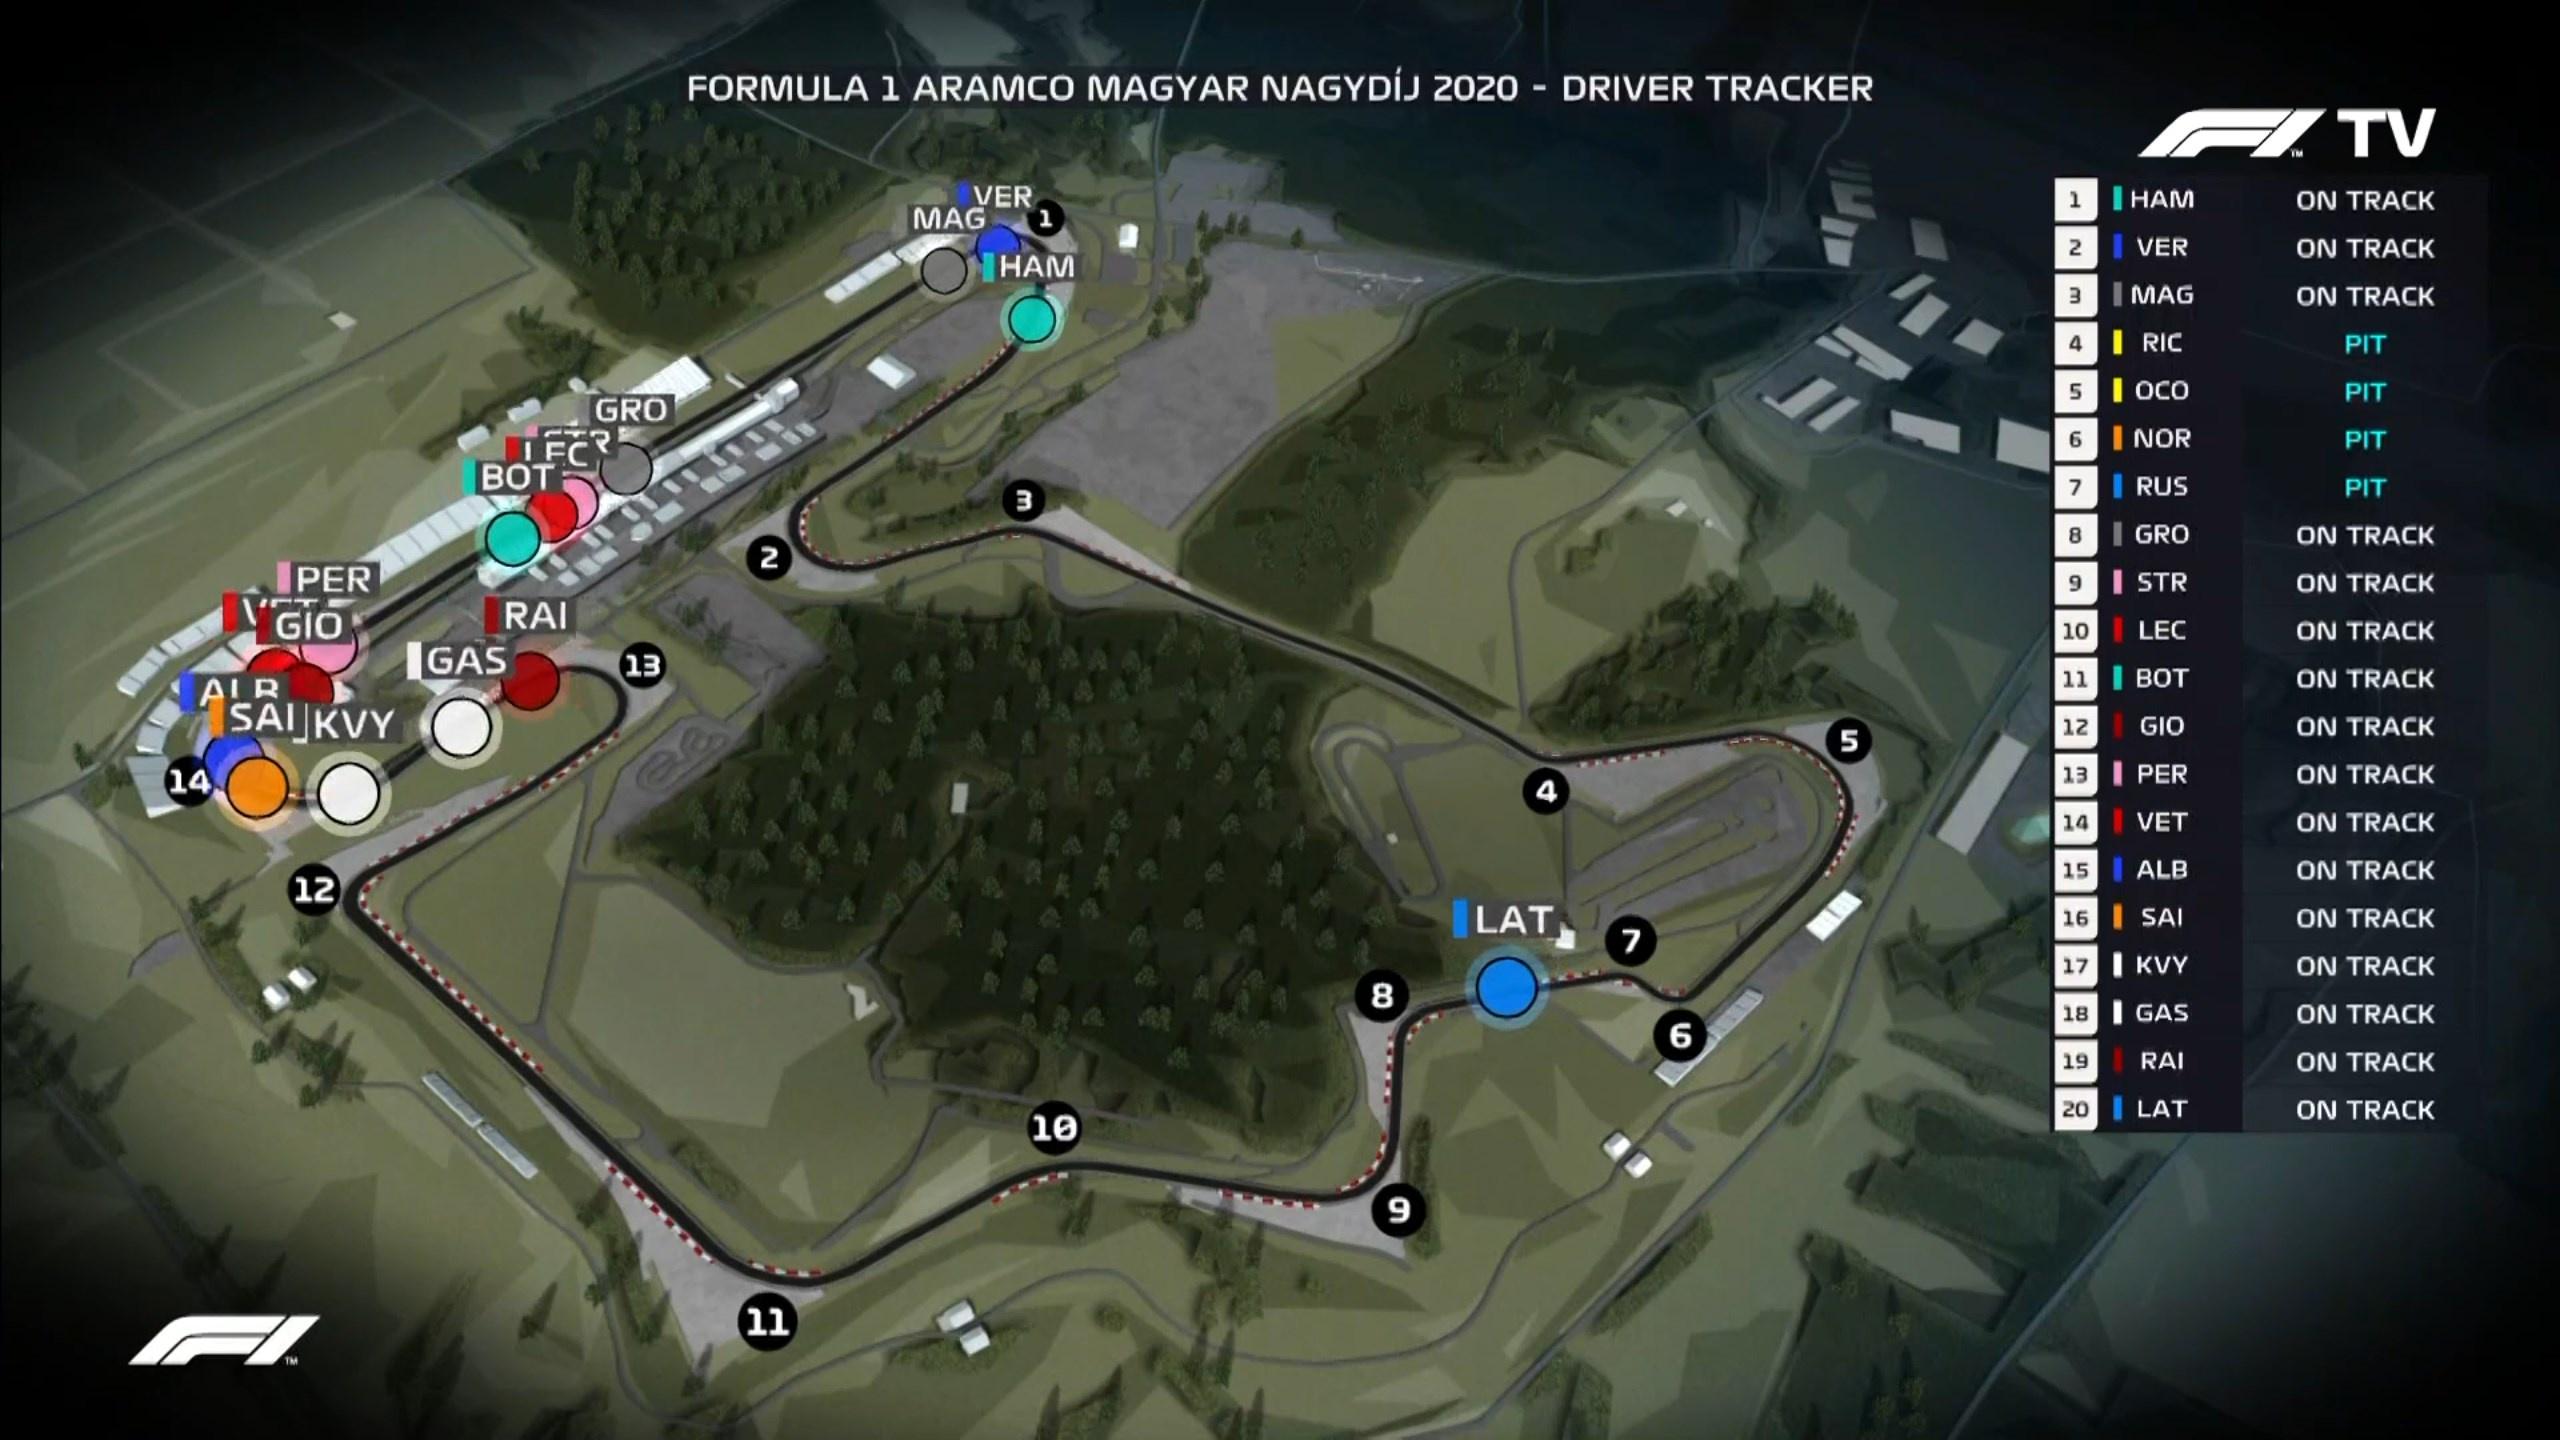 FORMULA 1 ARAMCO MAGYAR NAGYDÍJ 2020 - DRIVER TRACKER
F1 TV
1 HAM ON TRACK
2 VER ON TRACK
3 MAG ON TRACK
4 RIC PIT
5 OCO PIT
6 NOR PIT
7 RUS PIT
8 GRO ON TRACK
9 STR ON TRACK
10 LEC ON TRACK
11 BOT ON TRACK
12 GIO ON TRACK
13 PER ON TRACK
14 VET ON TRACK
15 ALB ON TRACK
16 SAI ON TRACK
17 KVY ON TRACK
18 GAS ON TRACK
19 RAI ON TRACK
20 LAT ON TRACK
VER
MAG
1
HAM
GRO
STR
LEC
BOT
3
2
PER
VET
GIO
RAI
GAS
13
ALB
SAI
KVY
14
5
4
12
LAT
7
8
6
10
9
11
F1